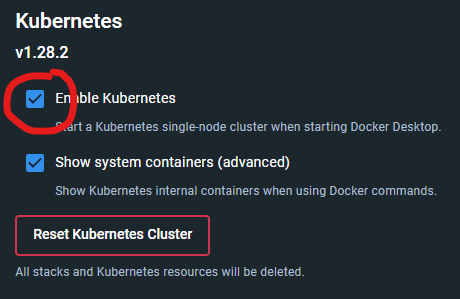 Kubernetes
v1.28.2
Enable Kubernetes
Start a Kubernetes single-node cluster when starting Docker Desktop.
Show system containers (advanced)
Show Kubernetes internal containers when using Docker commands.
Reset Kubernetes Cluster
All stacks and Kubernetes resources will be deleted.